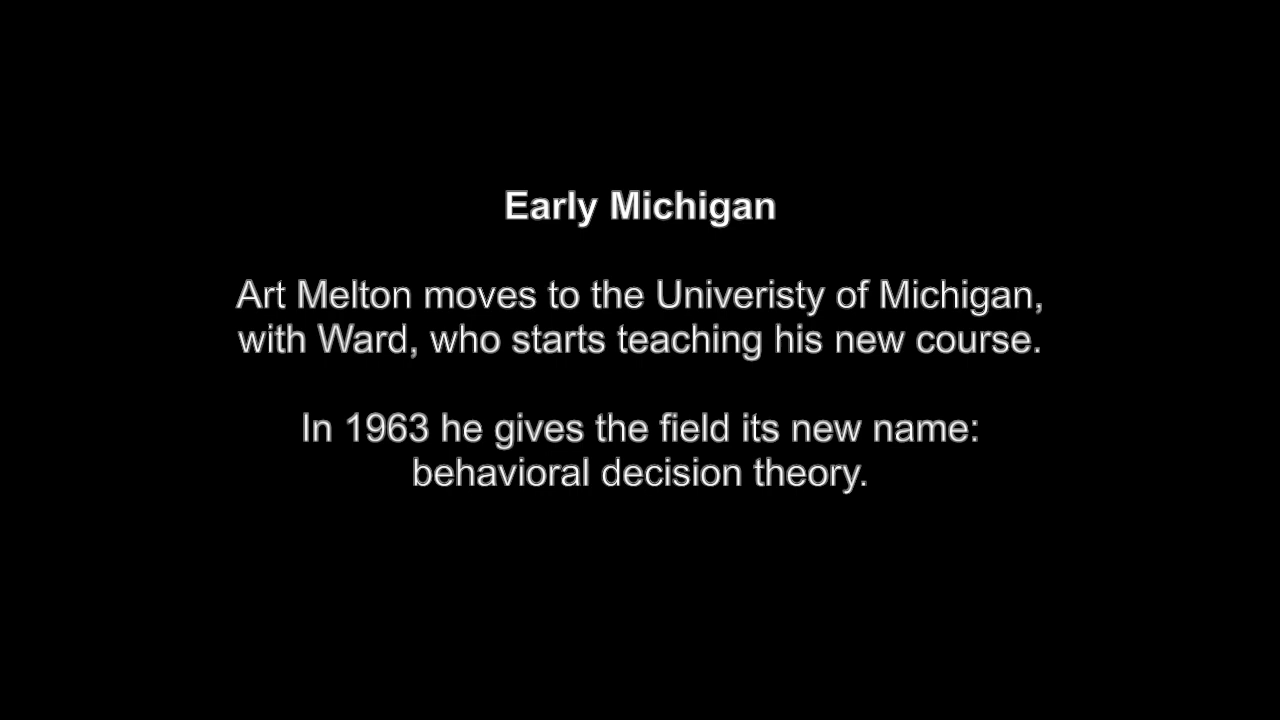 Early Michigan
Art Melton moves to the Univeristy of Michigan,
with Ward, who starts teaching his new course.
In 1963 he gives the field its new name:
behavioral decision theory.